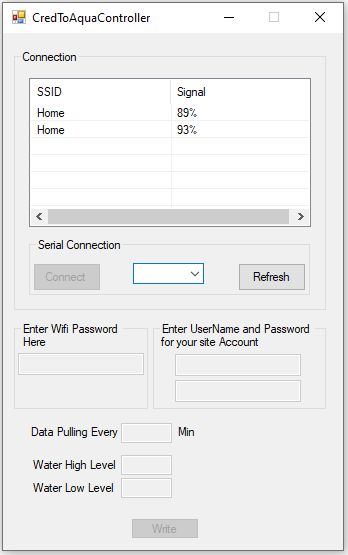 CredToAquaController
Connection
SSID Signal
Home 89%
Home 93%
Serial Connection
Connect
Refresh
Enter Wifi Password
Here
Enter UserName and Password
for your site Account
Data Pulling Every Min
Water High Level
Water Low Level
Write